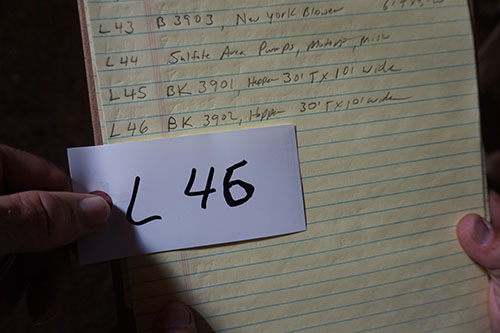 L43 B 3903, New York Blower
L44 Sulfate Area Pumps, Motors, Misc
L45 BK 3901, Hopper 30'T x 10' wide
L46 BK 3902, Hopper 30'T x 10' wide
L 46